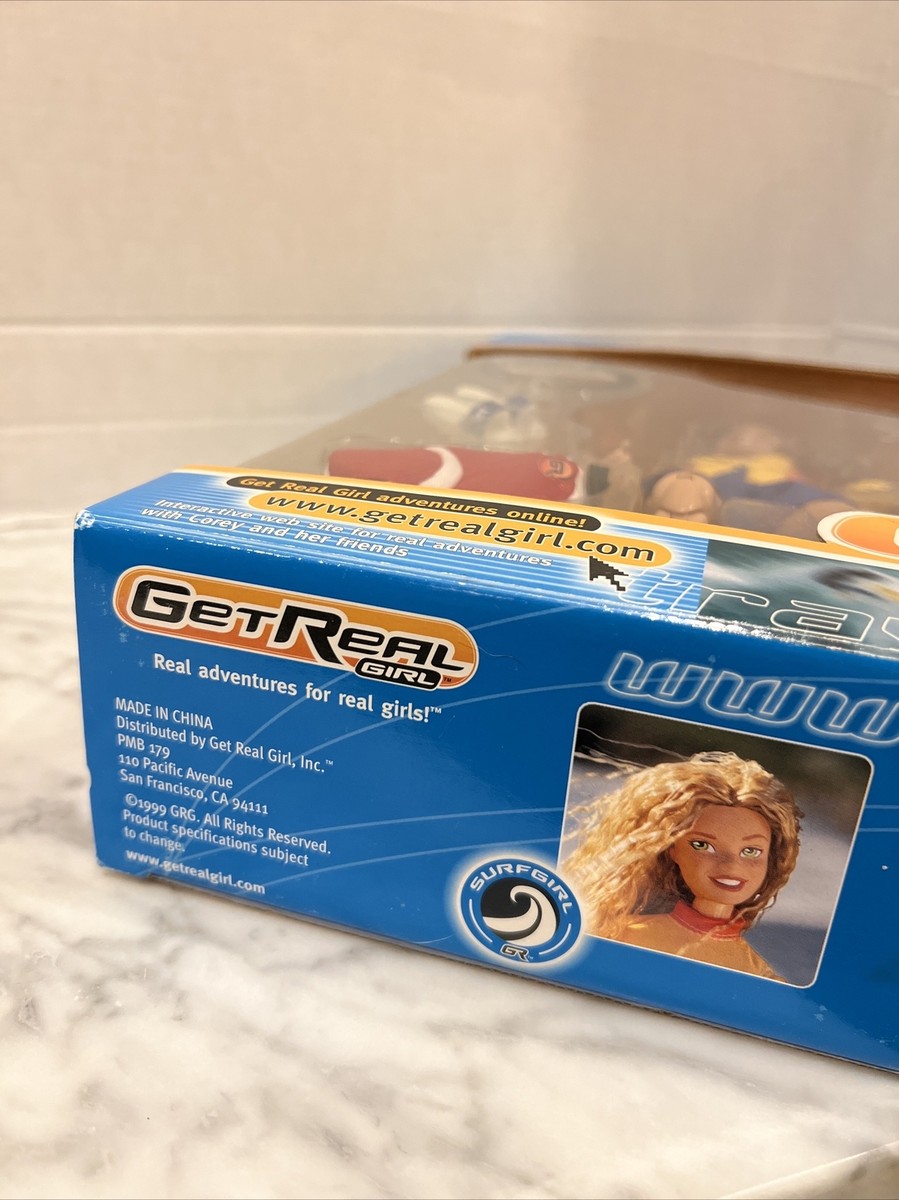 Get Real Girl adventures online!
www.getrealgirl.com
Interactive web site for real adventures
with Corey and her friends
GETREAL
GIRL™
Real adventures for real girls!™
MADE IN CHINA
Distributed by Get Real Girl, Inc.™
PMB 179
110 Pacific Avenue
San Francisco, CA 94111
©1999 GRG. All Rights Reserved.
Product specifications subject
to change.
www.getrealgirl.com
www
SURFGIRL
GR